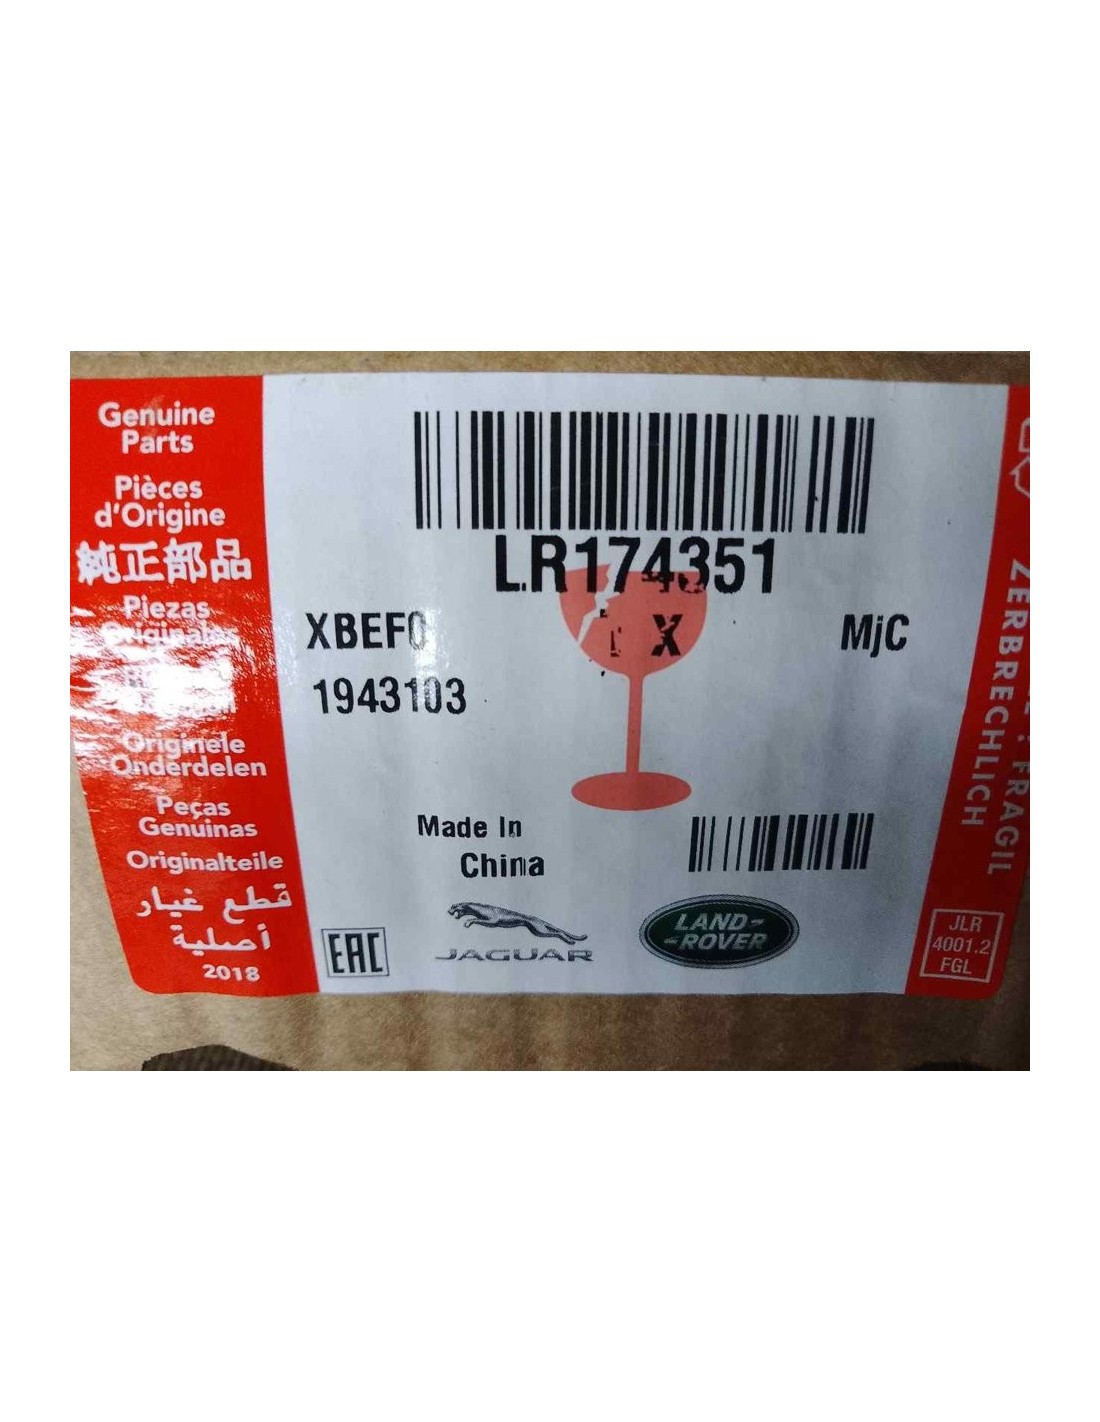 Genuine
Parts
Pièces
d'Origine
純正部品
Piezas
Originales
Originele
Onderdelen
Peças
Genuinas
Originalteile
قطع غيار
أصلية
2018
LR174351
XBEF0
X
MjC
1943103
Made In
China
EAC
JAGUAR
LAND-
-ROVER
ZERBRECHLICH
FRAGIL
JLR
4001.2
FGL